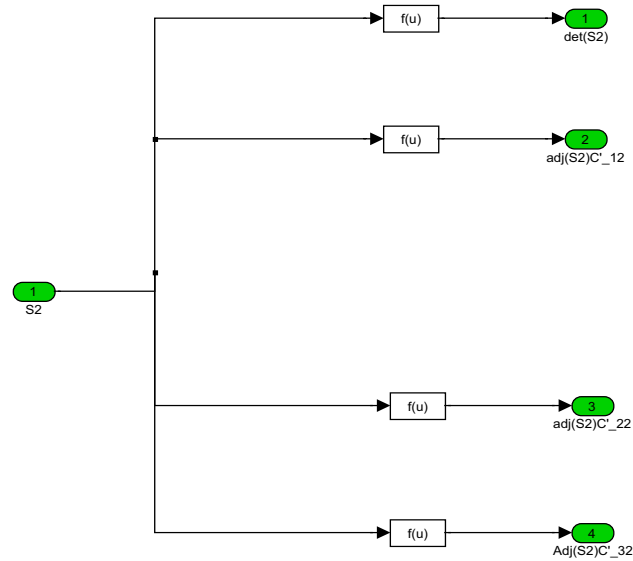 f(u)
1
det(S2)
f(u)
2
adj(S2)C'_12
1
S2
f(u)
3
adj(S2)C'_22
f(u)
4
Adj(S2)C'_32